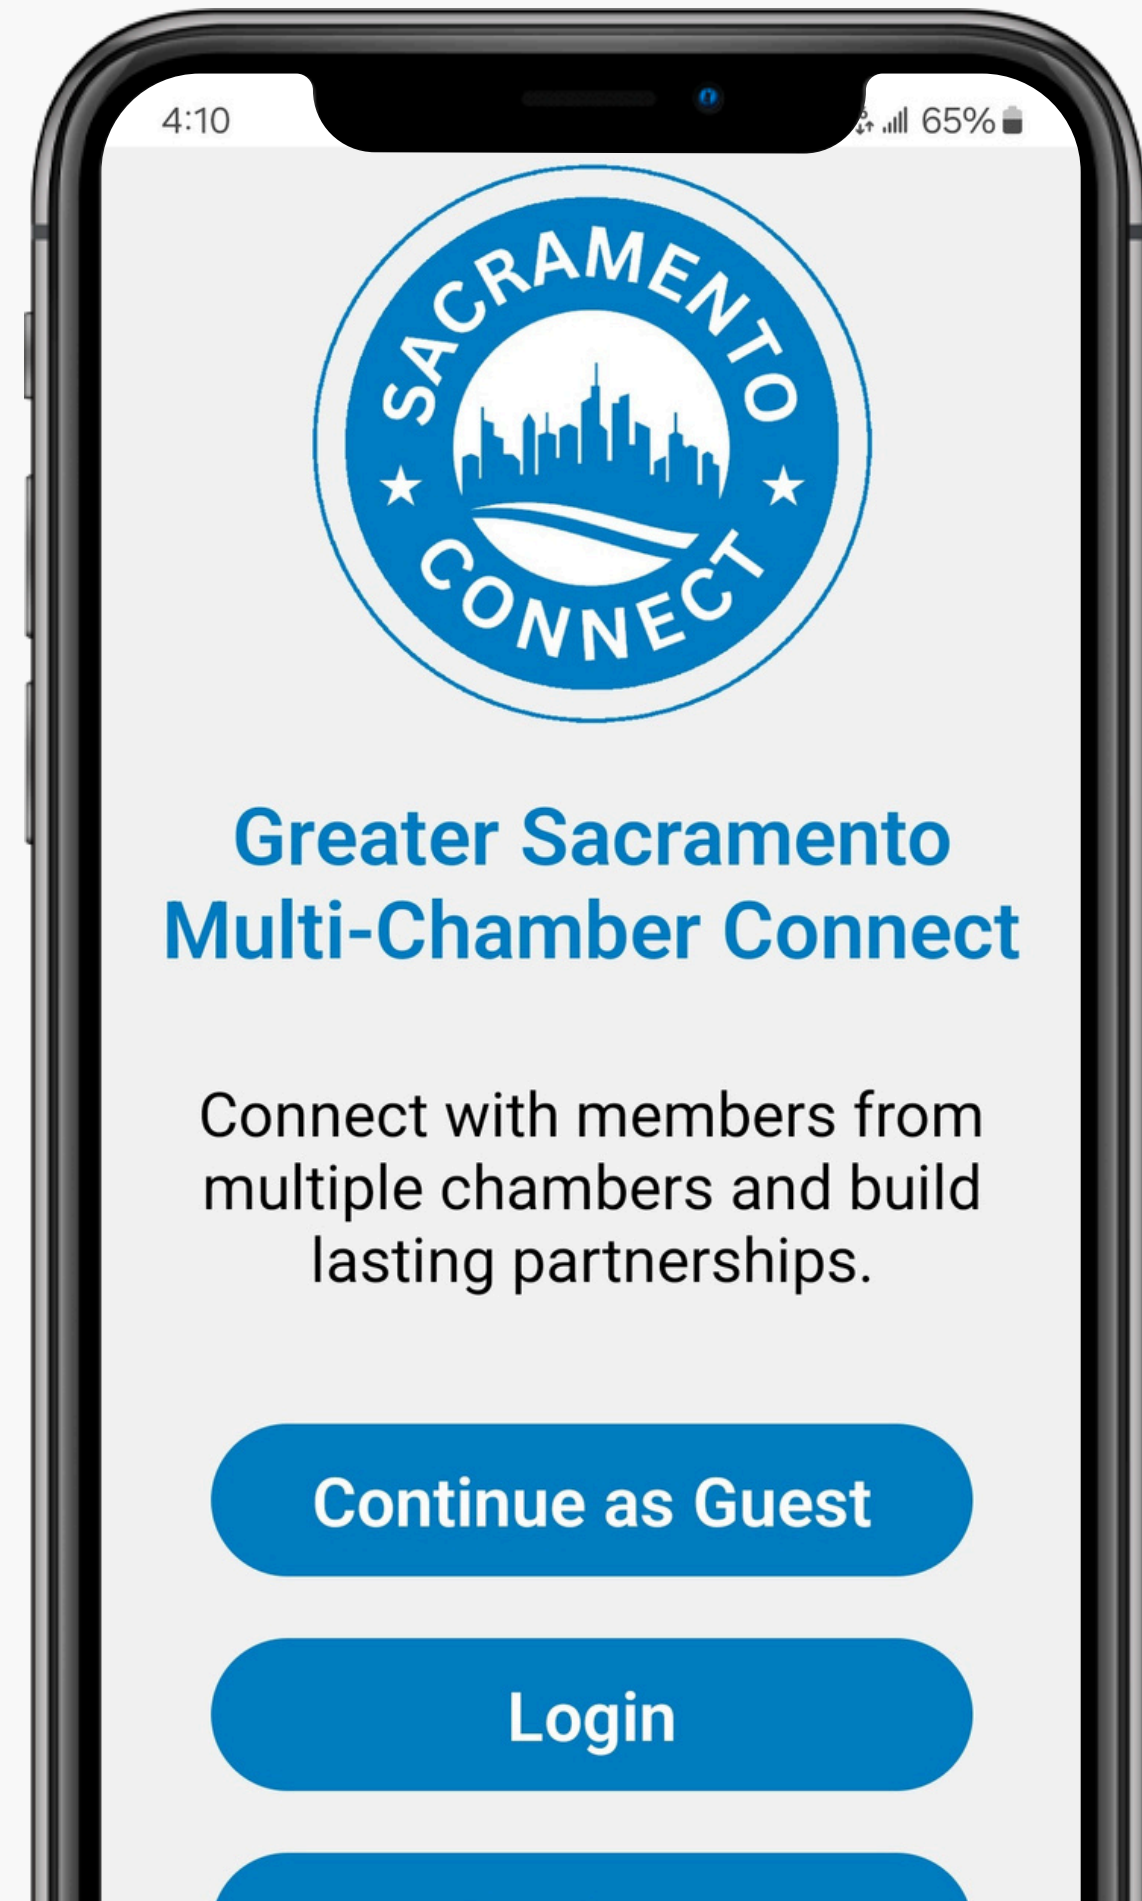 4:10
65%
SACRAMENTO
CONNECT
Greater Sacramento
Multi-Chamber Connect
Connect with members from
multiple chambers and build
lasting partnerships.
Continue as Guest
Login